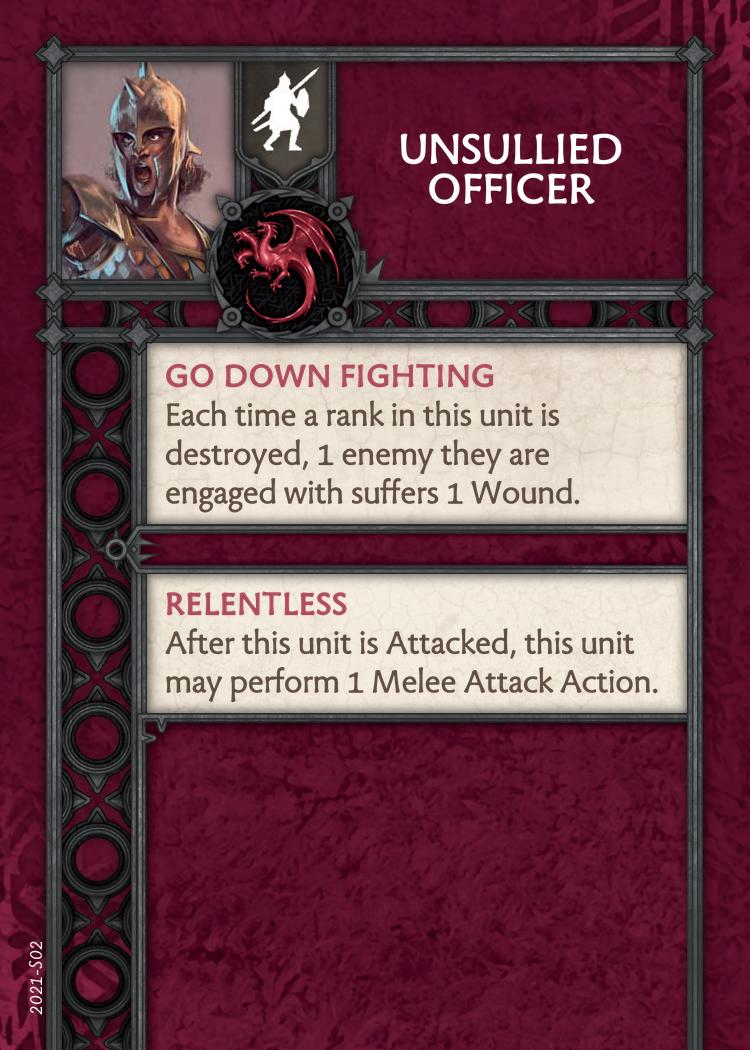 UNSULLIED
OFFICER
GO DOWN FIGHTING
Each time a rank in this unit is
destroyed, 1 enemy they are
engaged with suffers 1 Wound.
RELENTLESS
After this unit is Attacked, this unit
may perform 1 Melee Attack Action.
2021-S02